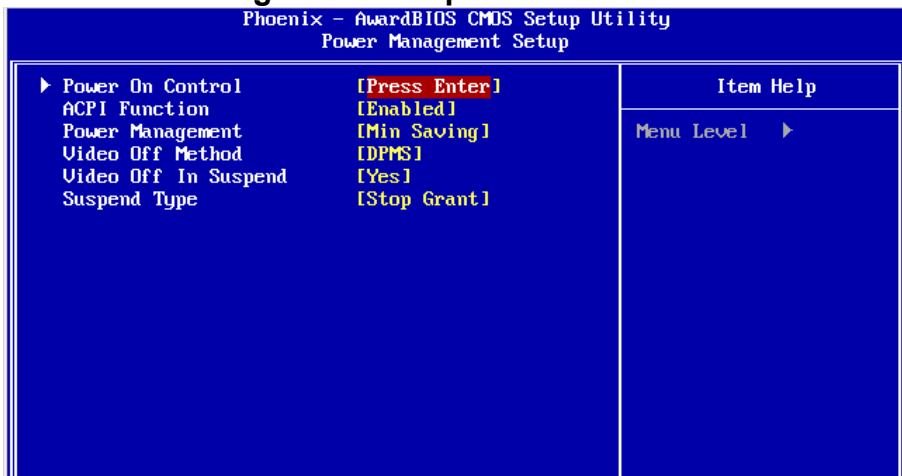 Phoenix – AwardBIOS CMOS Setup Utility
Power Management Setup
Power On Control [Press Enter]
ACPI Function [Enabled]
Power Management [Min Saving]
Video Off Method [DPMS]
Video Off In Suspend [Yes]
Suspend Type [Stop Grant]
Item Help
Menu Level